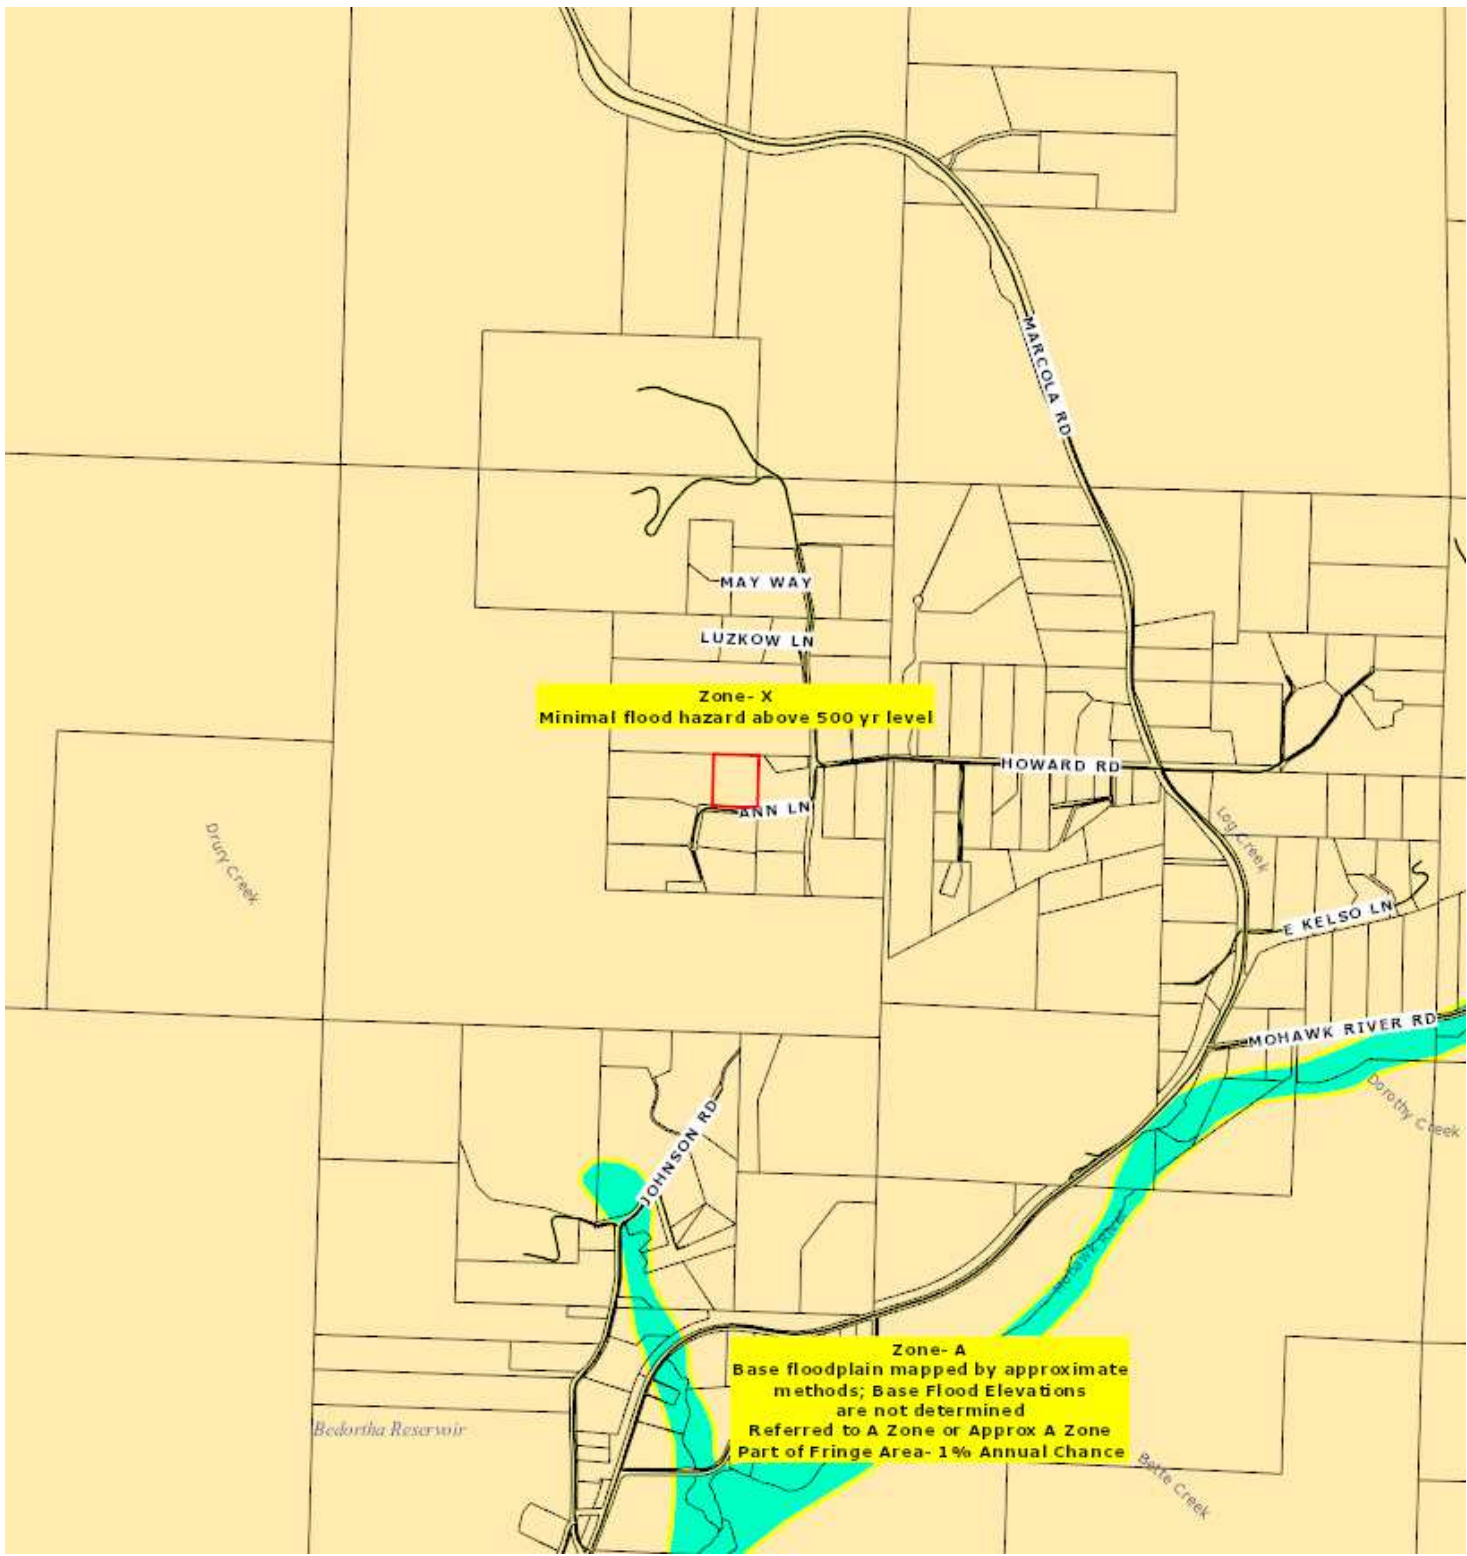 MARCOLA RD
MAY WAY
LUZKOW LN
Zone- X
Minimal flood hazard above 500 yr level
HOWARD RD
ANN LN
Log Creek
Drury Creek
E KELSO LN
MOHAWK RIVER RD
Dorothy Creek
JOHNSON RD
Mohawk River
Zone- A
Base floodplain mapped by approximate
methods; Base Flood Elevations
are not determined
Referred to A Zone or Approx A Zone
Part of Fringe Area- 1% Annual Chance
Bedortha Reservoir
Bette Creek